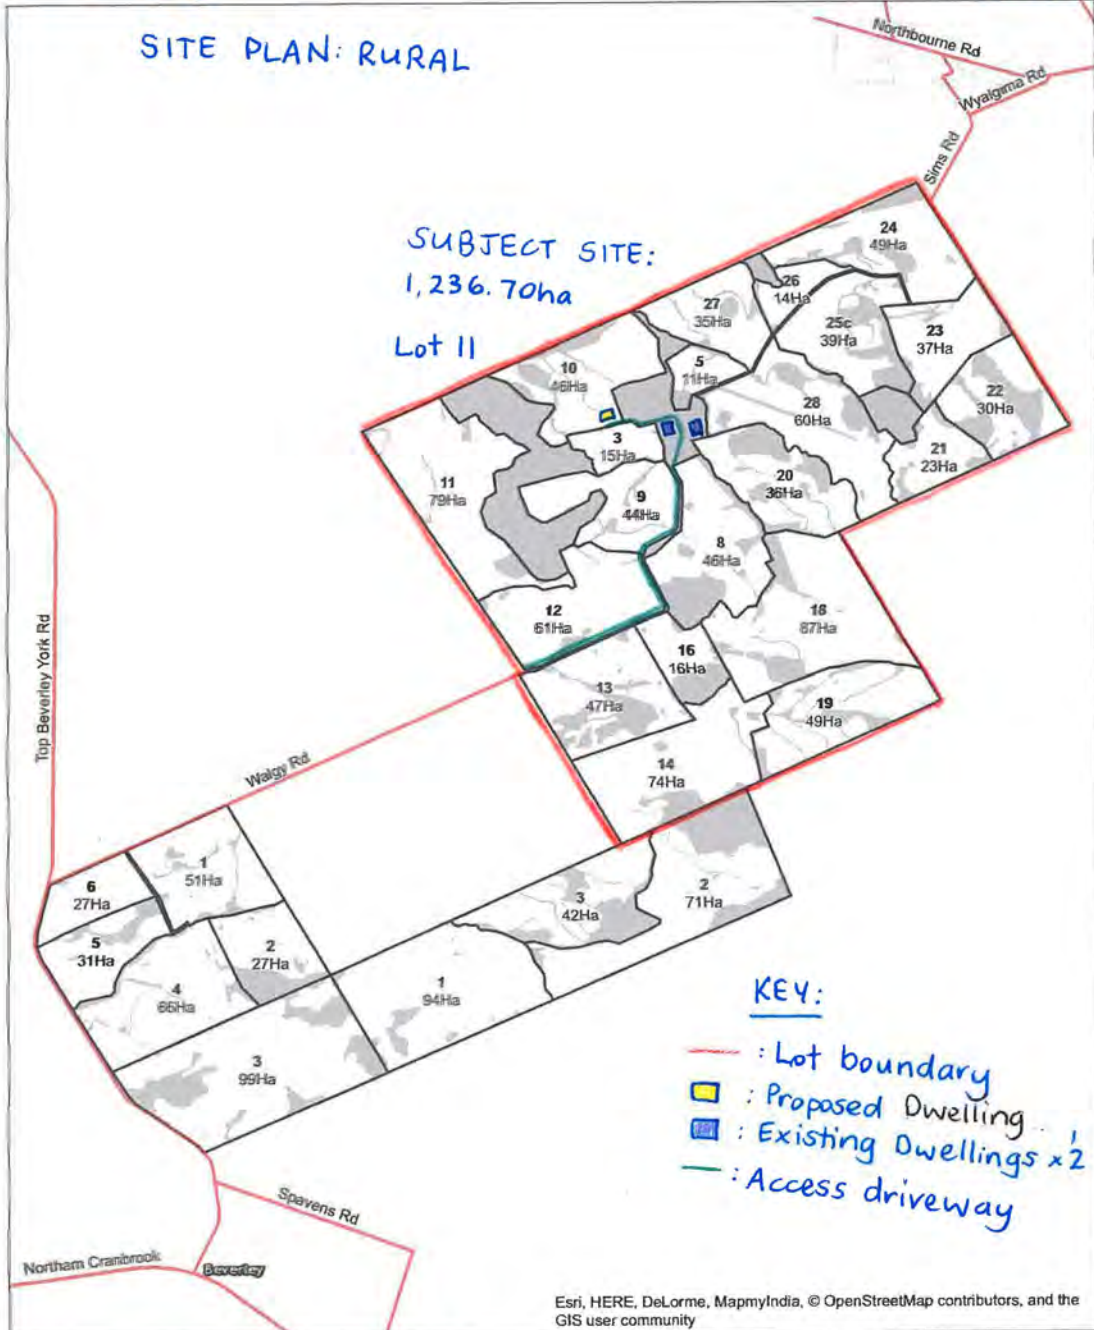 SITE PLAN: RURAL
Northbourne Rd
Wyalgima Rd
Sims Rd
SUBJECT SITE:
1,236.70ha
Lot 11
24
49Ha
26
14Ha
27
35Ha
25c
39Ha
23
37Ha
5
11Ha
10
46Ha
22
30Ha
28
60Ha
3
15Ha
21
23Ha
20
36Ha
11
79Ha
9
44Ha
8
46Ha
12
61Ha
18
87Ha
16
16Ha
13
47Ha
19
49Ha
14
74Ha
Top Beverley York Rd
Walgy Rd
1
51Ha
6
27Ha
3
42Ha
2
71Ha
5
31Ha
2
27Ha
4
66Ha
1
94Ha
3
99Ha
KEY:
: Lot boundary
: Proposed Dwelling
: Existing Dwellings x 2
: Access driveway
Spavens Rd
Northam Cranbrook
Beverley
Esri, HERE, DeLorme, MapmyIndia, © OpenStreetMap contributors, and the
GIS user community